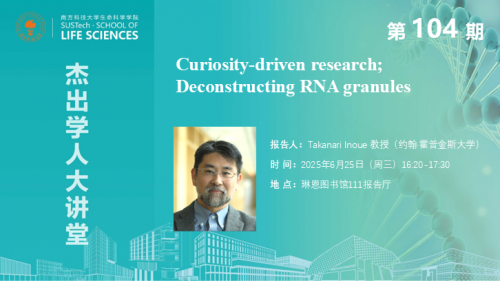 南方科技大学生命科学学院
SUSTech · SCHOOL OF
LIFE SCIENCES
第 104 期
杰出学人大讲堂
Curiosity-driven research;
Deconstructing RNA granules
报告人：Takanari Inoue 教授（约翰·霍普金斯大学）
时 间：2025年6月25日（周三）16:20 -17:30
地 点：琳恩图书馆111报告厅